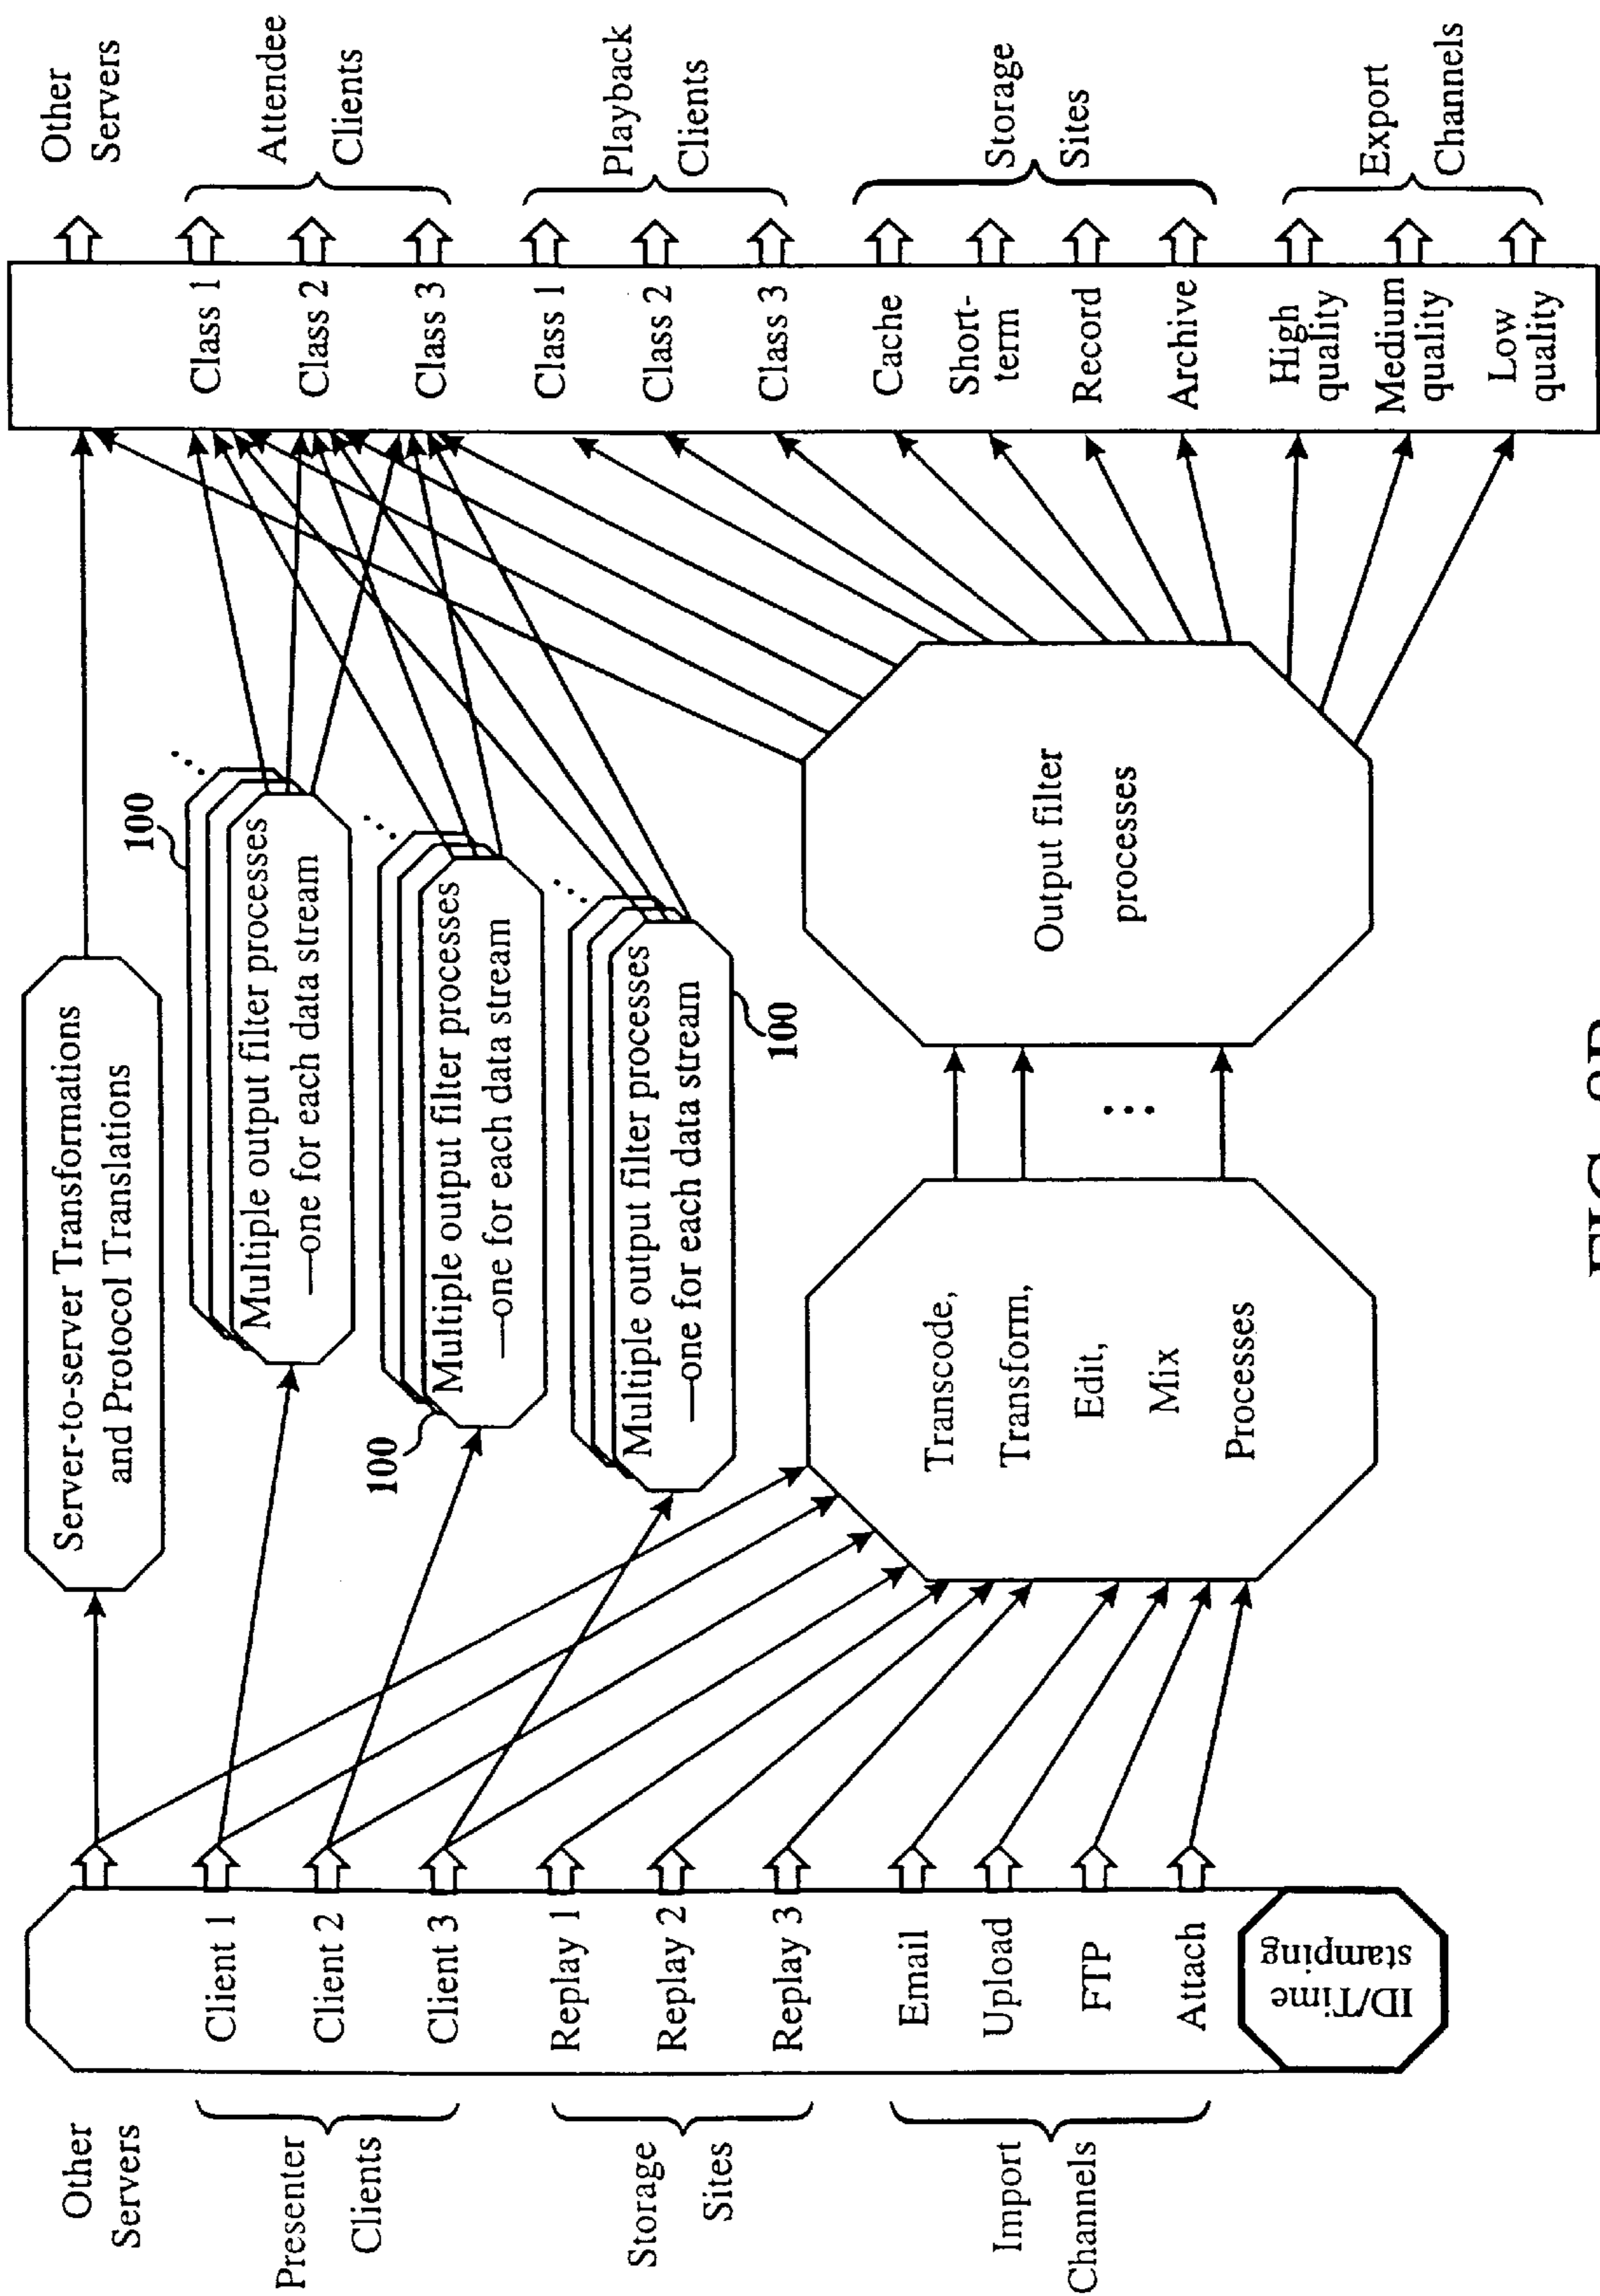 Other
Servers
Presenter
Clients
Storage
Sites
Import
Channels
Client 1
Client 2
Client 3
Replay 1
Replay 2
Replay 3
Email
Upload
FTP
Attach
ID/Time
stamping
Server-to-server Transformations
and Protocol Translations
100
Multiple output filter processes
—one for each data stream
100
Multiple output filter processes
—one for each data stream
Multiple output filter processes
—one for each data stream
100
Transcode,
Transform,
Edit,
Mix
Processes
Output filter
processes
Class 1
Class 2
Class 3
Class 1
Class 2
Class 3
Cache
Short-
term
Record
Archive
High
quality
Medium
quality
Low
quality
Other
Servers
Attendee
Clients
Playback
Clients
Storage
Sites
Export
Channels